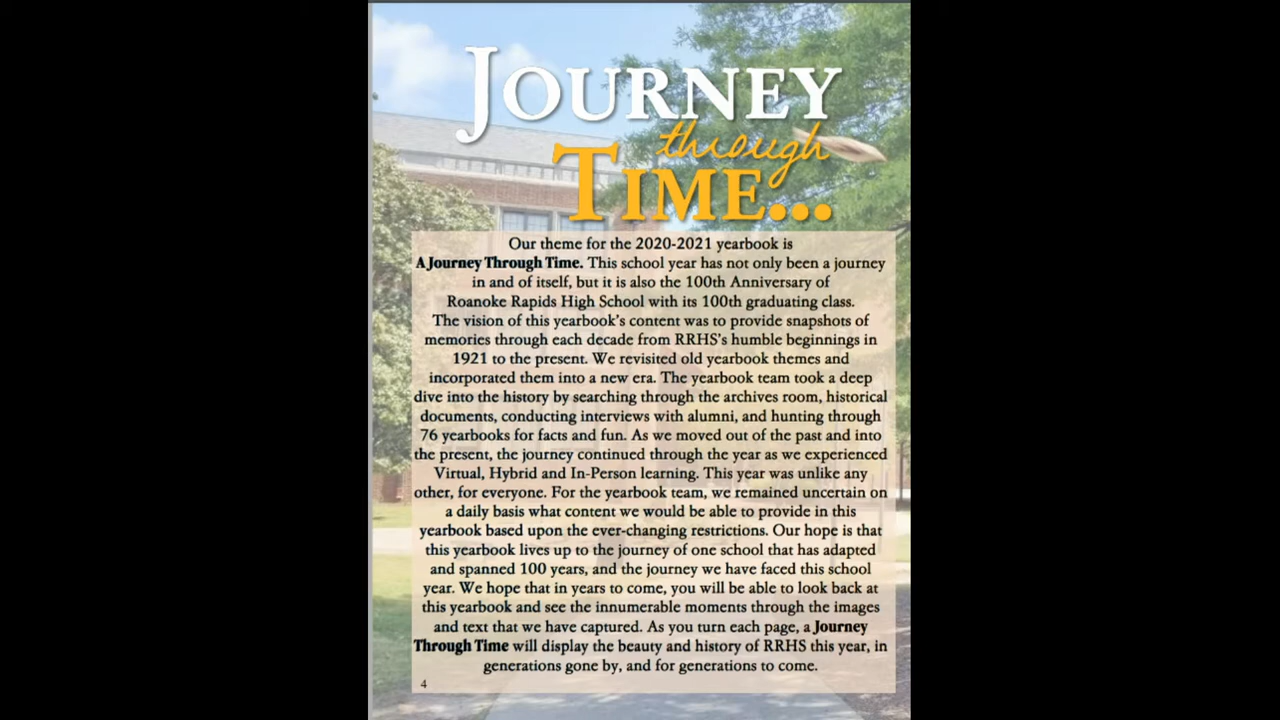 JOURNEY
through
TIME...
Our theme for the 2020-2021 yearbook is
A Journey Through Time. This school year has not only been a journey
in and of itself, but it is also the 100th Anniversary of
Roanoke Rapids High School with its 100th graduating class.
The vision of this yearbook's content was to provide snapshots of
memories through each decade from RRHS's humble beginnings in
1921 to the present. We revisited old yearbook themes and
incorporated them into a new era. The yearbook team took a deep
dive into the history by searching through the archives room, historical
documents, conducting interviews with alumni, and hunting through
76 yearbooks for facts and fun. As we moved out of the past and into
the present, the journey continued through the year as we experienced
Virtual, Hybrid and In-Person learning. This year was unlike any
other, for everyone. For the yearbook team, we remained uncertain on
a daily basis what content we would be able to provide in this
yearbook based upon the ever-changing restrictions. Our hope is that
this yearbook lives up to the journey of one school that has adapted
and spanned 100 years, and the journey we have faced this school
year. We hope that in years to come, you will be able to look back at
this yearbook and see the innumerable moments through the images
and text that we have captured. As you turn each page, a Journey
Through Time will display the beauty and history of RRHS this year, in
generations gone by, and for generations to come.
4